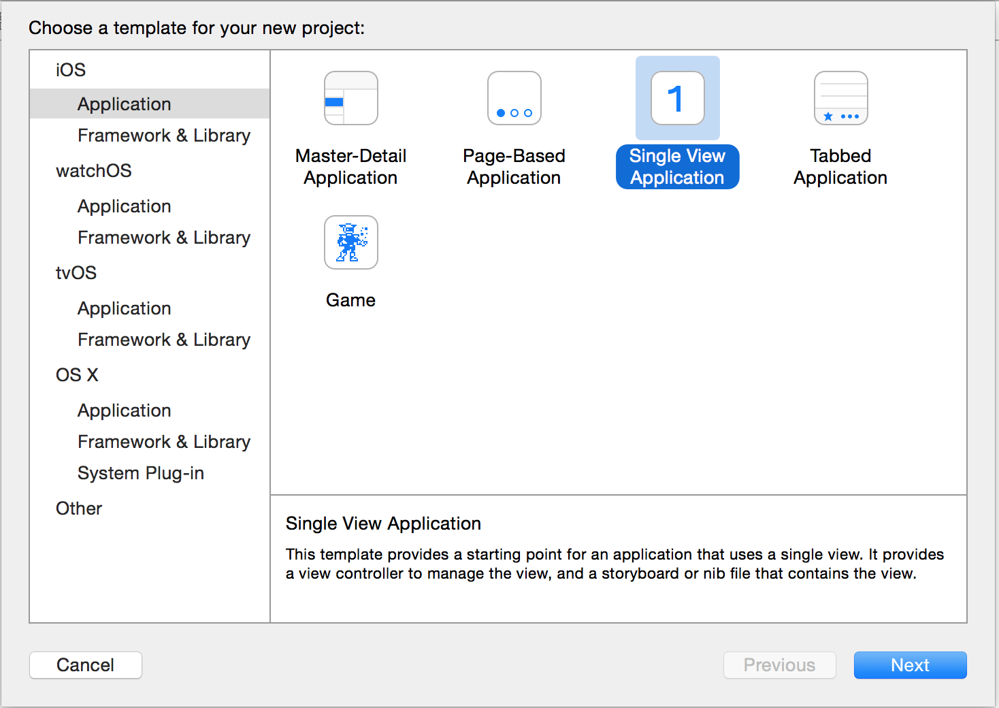 Choose a template for your new project:
iOS
Application
Framework & Library
watchOS
Application
Framework & Library
tvOS
Application
Framework & Library
OS X
Application
Framework & Library
System Plug-in
Other
Master-Detail
Application
Page-Based
Application
1
Single View
Application
Tabbed
Application
Game
Single View Application
This template provides a starting point for an application that uses a single view. It provides
a view controller to manage the view, and a storyboard or nib file that contains the view.
Cancel
Previous
Next